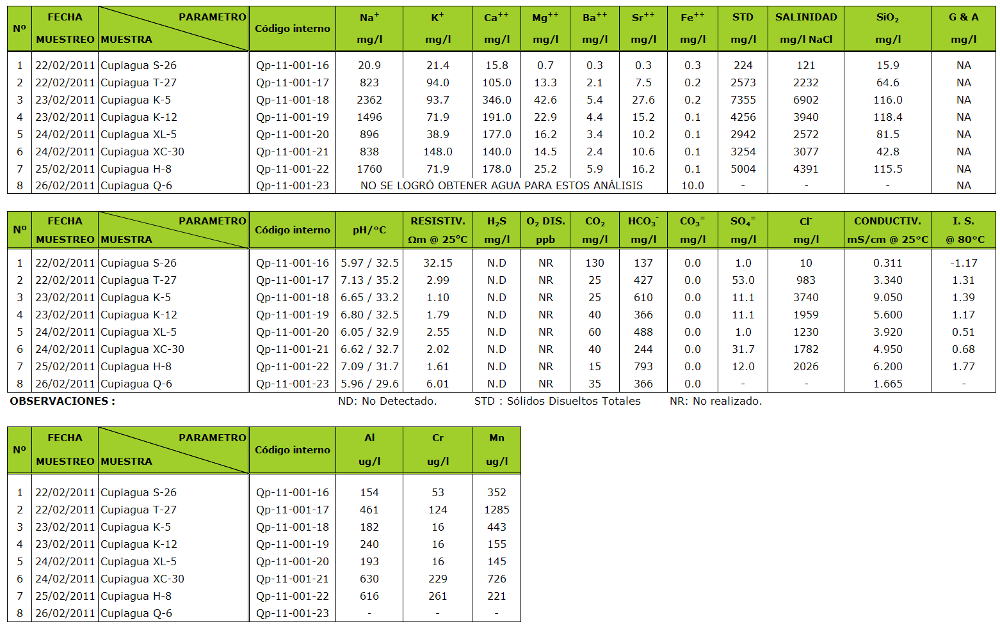 Nº FECHA MUESTREO PARAMETRO MUESTRA Código interno Na+ mg/l K+ mg/l Ca++ mg/l Mg++ mg/l Ba++ mg/l Sr++ mg/l Fe++ mg/l STD mg/l SALINIDAD mg/l NaCl SiO2 mg/l G & A mg/l
1 22/02/2011 Cupiagua S-26 Qp-11-001-16 20.9 21.4 15.8 0.7 0.3 0.3 0.3 224 121 15.9 NA
2 22/02/2011 Cupiagua T-27 Qp-11-001-17 823 94.0 105.0 13.3 2.1 7.5 0.2 2573 2232 64.6 NA
3 23/02/2011 Cupiagua K-5 Qp-11-001-18 2362 93.7 346.0 42.6 5.4 27.6 0.2 7355 6902 116.0 NA
4 23/02/2011 Cupiagua K-12 Qp-11-001-19 1496 71.9 191.0 22.9 4.4 15.2 0.1 4256 3940 118.4 NA
5 24/02/2011 Cupiagua XL-5 Qp-11-001-20 896 38.9 177.0 16.2 3.4 10.2 0.1 2942 2572 81.5 NA
6 24/02/2011 Cupiagua XC-30 Qp-11-001-21 838 148.0 140.0 14.5 2.4 10.6 0.1 3254 3077 42.8 NA
7 25/02/2011 Cupiagua H-8 Qp-11-001-22 1760 71.9 178.0 25.2 5.9 16.2 0.1 5004 4391 115.5 NA
8 26/02/2011 Cupiagua Q-6 Qp-11-001-23 NO SE LOGRÓ OBTENER AGUA PARA ESTOS ANÁLISIS 10.0 - - - NA
Nº FECHA MUESTREO PARAMETRO MUESTRA Código interno pH/ºC RESISTIV. Ωm @ 25ºC H2S mg/l O2 DIS. ppb CO2 mg/l HCO3- mg/l CO3= mg/l SO4= mg/l Cl- mg/l CONDUCTIV. mS/cm @ 25ºC I. S. @ 80ºC
1 22/02/2011 Cupiagua S-26 Qp-11-001-16 5.97 / 32.5 32.15 N.D NR 130 137 0.0 1.0 10 0.311 -1.17
2 22/02/2011 Cupiagua T-27 Qp-11-001-17 7.13 / 35.2 2.99 N.D NR 25 427 0.0 53.0 983 3.340 1.31
3 23/02/2011 Cupiagua K-5 Qp-11-001-18 6.65 / 33.2 1.10 N.D NR 25 610 0.0 11.1 3740 9.050 1.39
4 23/02/2011 Cupiagua K-12 Qp-11-001-19 6.80 / 32.5 1.79 N.D NR 40 366 0.0 11.1 1959 5.600 1.17
5 24/02/2011 Cupiagua XL-5 Qp-11-001-20 6.05 / 32.9 2.55 N.D NR 60 488 0.0 1.0 1230 3.920 0.51
6 24/02/2011 Cupiagua XC-30 Qp-11-001-21 6.62 / 32.7 2.02 N.D NR 40 244 0.0 31.7 1782 4.950 0.68
7 25/02/2011 Cupiagua H-8 Qp-11-001-22 7.09 / 31.7 1.61 N.D NR 15 793 0.0 12.0 2026 6.200 1.77
8 26/02/2011 Cupiagua Q-6 Qp-11-001-23 5.96 / 29.6 6.01 N.D NR 35 366 0.0 - - 1.665 -
OBSERVACIONES : ND: No Detectado. STD : Sólidos Disueltos Totales NR: No realizado.
Nº FECHA MUESTREO PARAMETRO MUESTRA Código interno Al ug/l Cr ug/l Mn ug/l
1 22/02/2011 Cupiagua S-26 Qp-11-001-16 154 53 352
2 22/02/2011 Cupiagua T-27 Qp-11-001-17 461 124 1285
3 23/02/2011 Cupiagua K-5 Qp-11-001-18 182 16 443
4 23/02/2011 Cupiagua K-12 Qp-11-001-19 240 16 155
5 24/02/2011 Cupiagua XL-5 Qp-11-001-20 193 16 145
6 24/02/2011 Cupiagua XC-30 Qp-11-001-21 630 229 726
7 25/02/2011 Cupiagua H-8 Qp-11-001-22 616 261 221
8 26/02/2011 Cupiagua Q-6 Qp-11-001-23 - - -